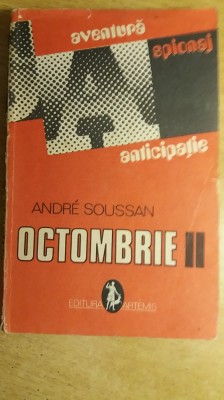 aventură
spionaj
A
anticipaţie
ANDRÉ SOUSSAN
OCTOMBRIE II
EDITURA ARTEMIS